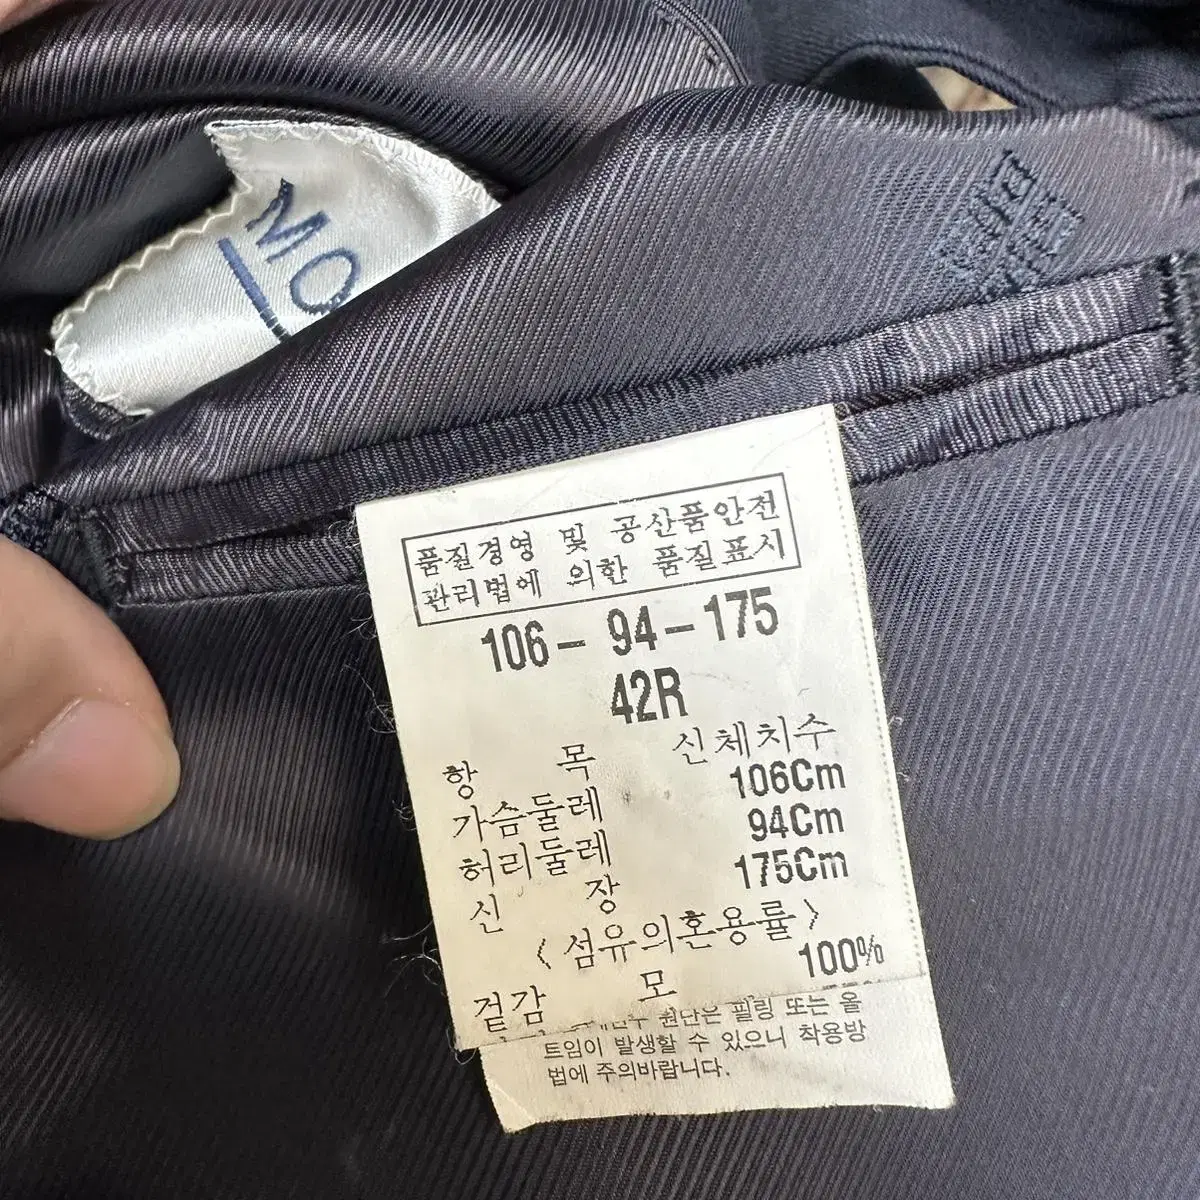 MO
품질경영 및 공산품안전
관리법에 의한 품질표시
106- 94-175
42R
항 목 신체치수
가슴둘레 106Cm
허리둘레 94Cm
신 장 175Cm
〈섬유의혼용률〉
겉감 모 100%
원단은 필링 또는 올
트임이 발생할 수 있으니 착용방
법에 주의바랍니다.